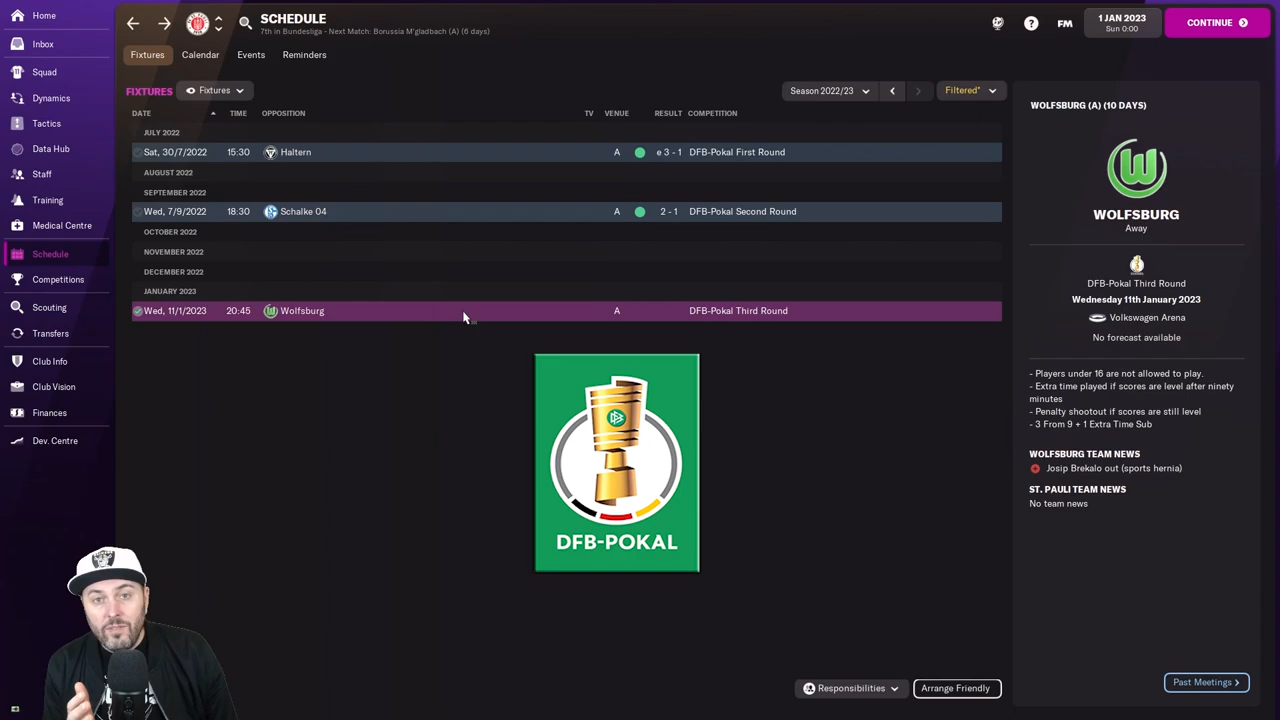 Home
Inbox
Squad
Dynamics
Tactics
Data Hub
Staff
Training
Medical Centre
Schedule
Competitions
Scouting
Transfers
Club Info
Club Vision
Finances
Dev. Centre
SCHEDULE
7th in Bundesliga - Next Match: Borussia M'gladbach (A) (6 days)
FM
1 JAN 2023
Sun 0:00
CONTINUE
Fixtures
Calendar
Events
Reminders
FIXTURES
Fixtures
Season 2022/23
Filtered*
DATE TIME OPPOSITION TV VENUE RESULT COMPETITION
JULY 2022
Sat, 30/7/2022 15:30 Haltern A e 3 - 1 DFB-Pokal First Round
AUGUST 2022
SEPTEMBER 2022
Wed, 7/9/2022 18:30 Schalke 04 A 2 - 1 DFB-Pokal Second Round
OCTOBER 2022
NOVEMBER 2022
DECEMBER 2022
JANUARY 2023
Wed, 11/1/2023 20:45 Wolfsburg A DFB-Pokal Third Round
DFB-POKAL
Responsibilities
Arrange Friendly
WOLFSBURG (A) (10 DAYS)
WOLFSBURG
Away
DFB-Pokal Third Round
Wednesday 11th January 2023
Volkswagen Arena
No forecast available
- Players under 16 are not allowed to play.
- Extra time played if scores are level after ninety
minutes
- Penalty shootout if scores are still level
- 3 From 9 + 1 Extra Time Sub
WOLFSBURG TEAM NEWS
Josip Brekalo out (sports hernia)
ST. PAULI TEAM NEWS
No team news
Past Meetings >